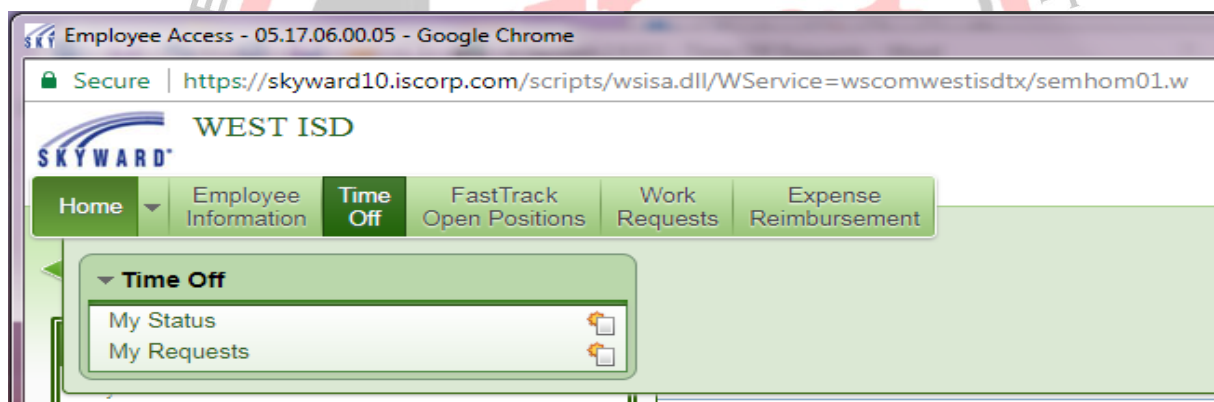 Employee Access - 05.17.06.00.05 - Google Chrome
Secure | https://skyward10.iscorp.com/scripts/wsisa.dll/WService=wscomwestisdtx/semhom01.w
WEST ISD
SKYWARD
Home
Employee Information
Time Off
FastTrack Open Positions
Work Requests
Expense Reimbursement
Time Off
My Status
My Requests